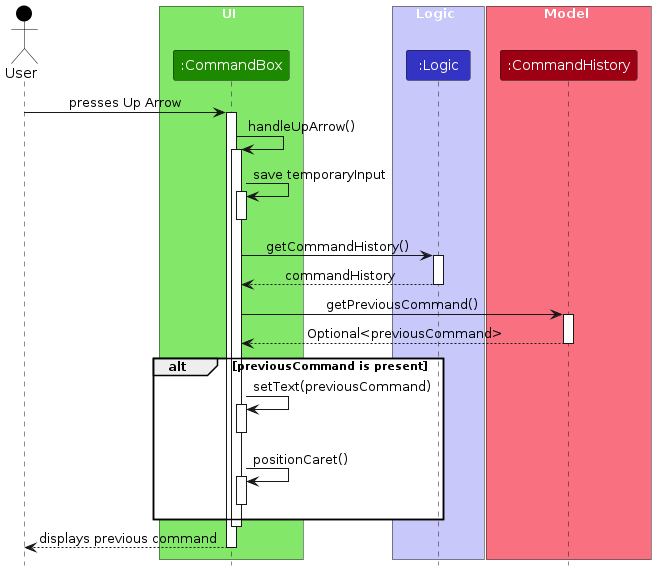 UI
Logic
Model
User
:CommandBox
:Logic
:CommandHistory
presses Up Arrow
handleUpArrow()
save temporaryInput
getCommandHistory()
commandHistory
getPreviousCommand()
Optional<previousCommand>
alt
[previousCommand is present]
setText(previousCommand)
positionCaret()
displays previous command